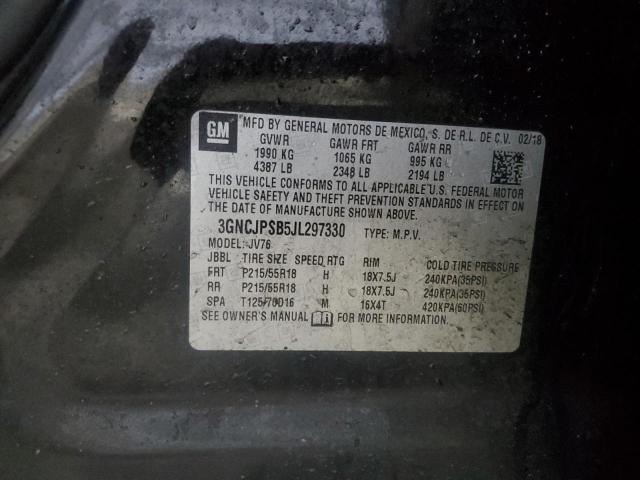 GM MFD BY GENERAL MOTORS DE MEXICO, S. DE R.L. DE C.V. 02/18
GVWR GAWR FRT GAWR RR
1990 KG 1065 KG 995 KG
4387 LB 2348 LB 2194 LB
THIS VEHICLE CONFORMS TO ALL APPLICABLE U.S. FEDERAL MOTOR
VEHICLE SAFETY AND THEFT PREVENTION STANDARDS IN EFFECT ON
THE DATE OF MANUFACTURE SHOWN ABOVE.
3GNCJPSB5JL297330 TYPE: M.P.V.
MODEL: JV76
JBBL TIRE SIZE SPEED RTG RIM COLD TIRE PRESSURE
FRT P215/55R18 H 18X7.5J 240KPA(35PSI)
RR P215/55R18 H 18X7.5J 240KPA(35PSI)
SPA T125/70D16 M 16X4T 420KPA(60PSI)
SEE OWNER'S MANUAL FOR MORE INFORMATION.